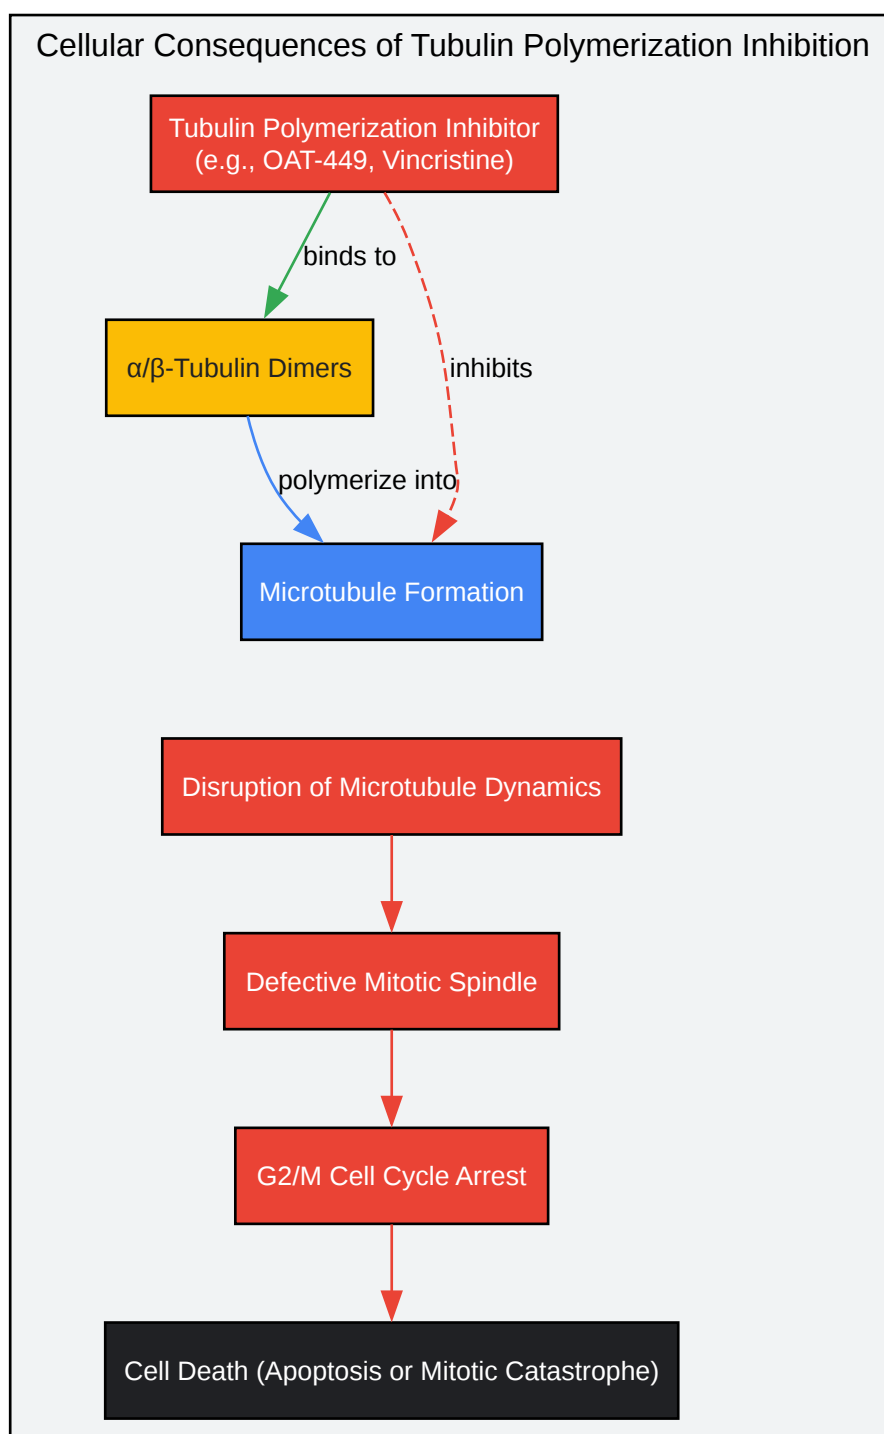 Cellular Consequences of Tubulin Polymerization Inhibition
Tubulin Polymerization Inhibitor
(e.g., OAT-449, Vincristine)
binds to
α/β-Tubulin Dimers
inhibits
polymerize into
Microtubule Formation
Disruption of Microtubule Dynamics
Defective Mitotic Spindle
G2/M Cell Cycle Arrest
Cell Death (Apoptosis or Mitotic Catastrophe)